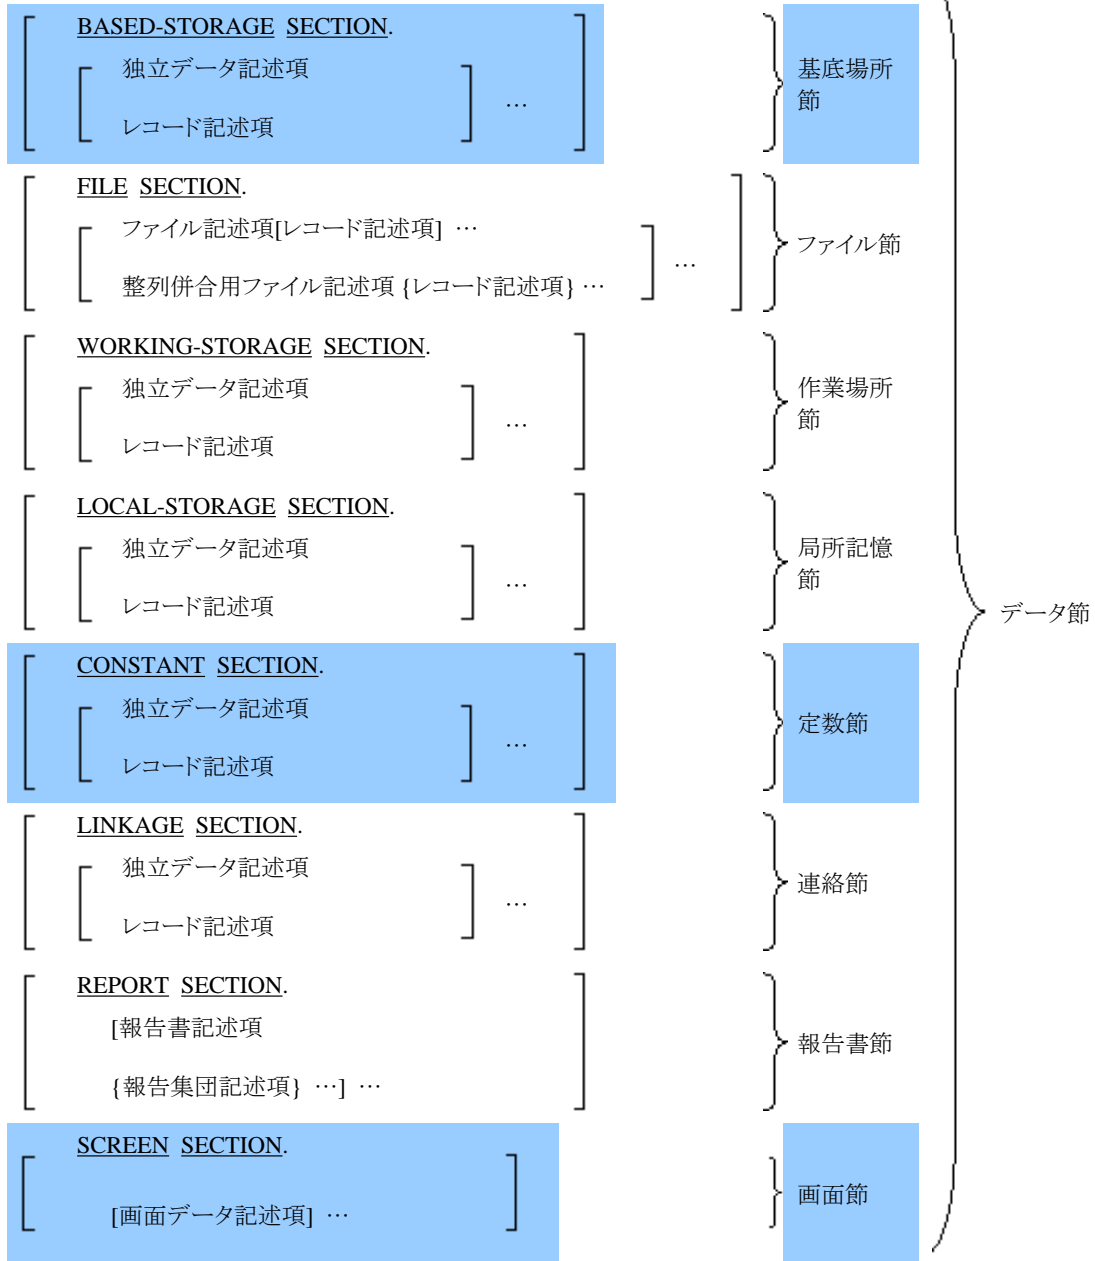 BASED-STORAGE SECTION.
独立データ記述項
…
レコード記述項
基底場所
節
FILE SECTION.
ファイル記述項[レコード記述項] …
…
整列併合用ファイル記述項 {レコード記述項} …
ファイル節
WORKING-STORAGE SECTION.
独立データ記述項
…
レコード記述項
作業場所
節
LOCAL-STORAGE SECTION.
独立データ記述項
…
レコード記述項
局所記憶
節
データ節
CONSTANT SECTION.
独立データ記述項
…
レコード記述項
定数節
LINKAGE SECTION.
独立データ記述項
…
レコード記述項
連絡節
REPORT SECTION.
[報告書記述項
{報告集団記述項} …] …
報告書節
SCREEN SECTION.
[画面データ記述項] …
画面節